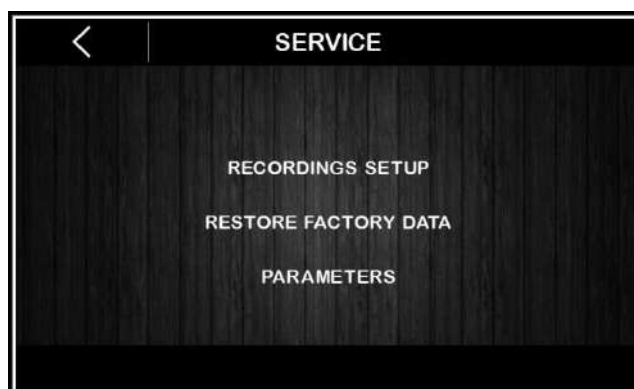 SERVICE
RECORDINGS SETUP
RESTORE FACTORY DATA
PARAMETERS